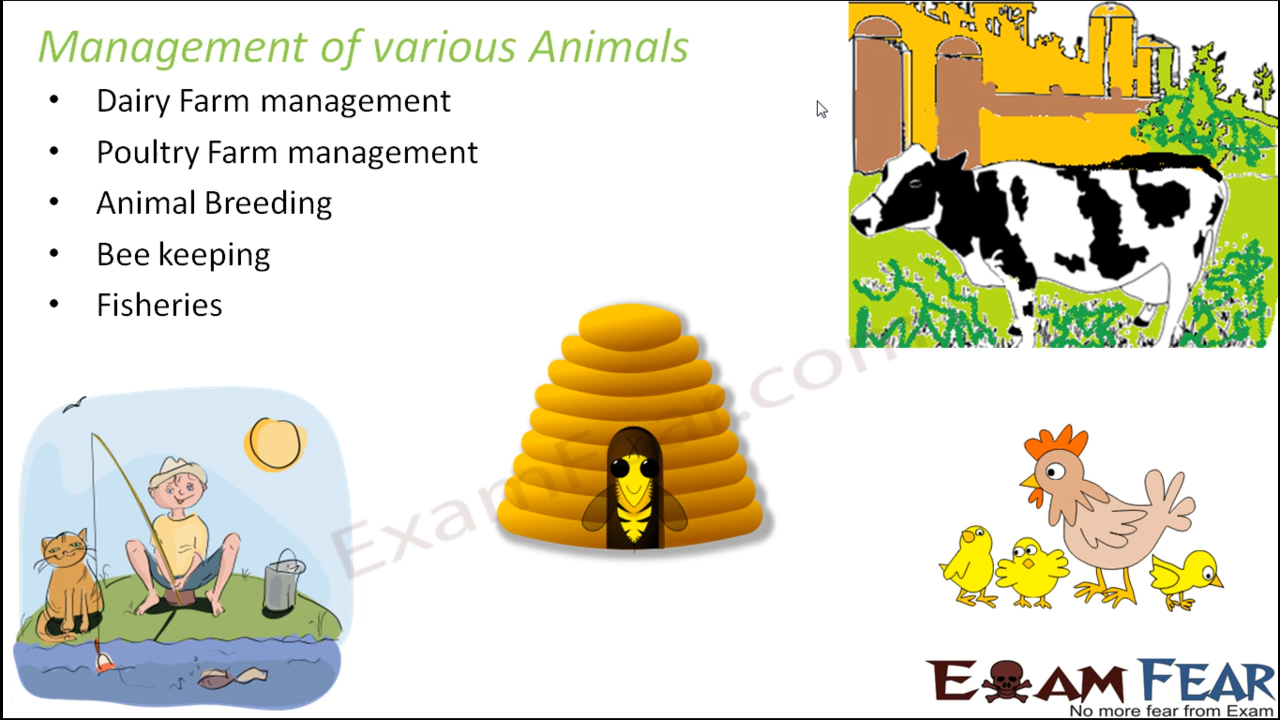 Management of various Animals
• Dairy Farm management
• Poultry Farm management
• Animal Breeding
• Bee keeping
• Fisheries
ExamFear.com
EXAM FEAR
No more fear from Exam